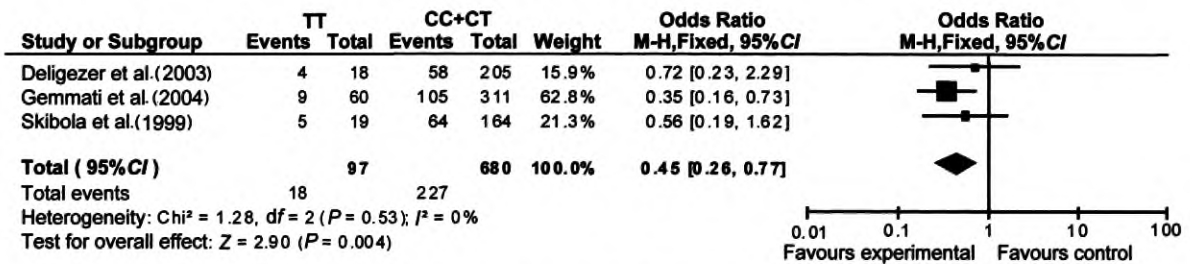 TT CC+CT Odds Ratio Odds Ratio
Study or Subgroup Events Total Events Total Weight M-H,Fixed, 95%CI M-H,Fixed, 95%CI
Deligezer et al.(2003) 4 18 58 205 15.9% 0.72 [0.23, 2.29]
Gemmati et al.(2004) 9 60 105 311 62.8% 0.35 [0.16, 0.73]
Skibola et al.(1999) 5 19 64 164 21.3% 0.56 [0.19, 1.62]
Total ( 95%CI ) 97 680 100.0% 0.45 [0.26, 0.77]
Total events 18 227
Heterogeneity: Chi² = 1.28, df = 2 (P = 0.53); I² = 0%
Test for overall effect: Z = 2.90 (P = 0.004)
0.01 0.1 1 10 100
Favours experimental Favours control